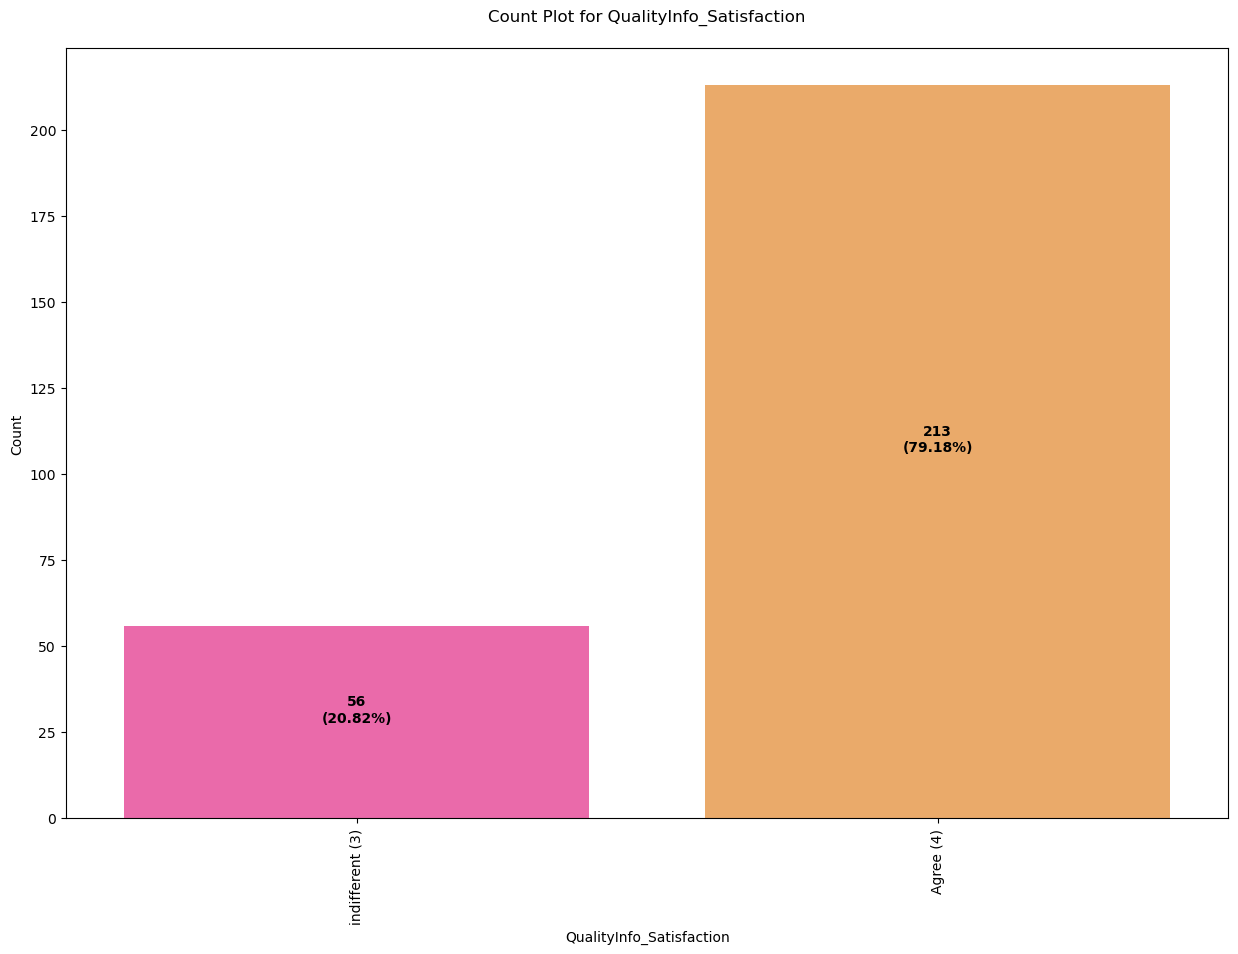 Count Plot for QualityInfo_Satisfaction
Count
200
175
150
125
100
75
50
25
0
213
(79.18%)
56
(20.82%)
indifferent (3)
Agree (4)
QualityInfo_Satisfaction